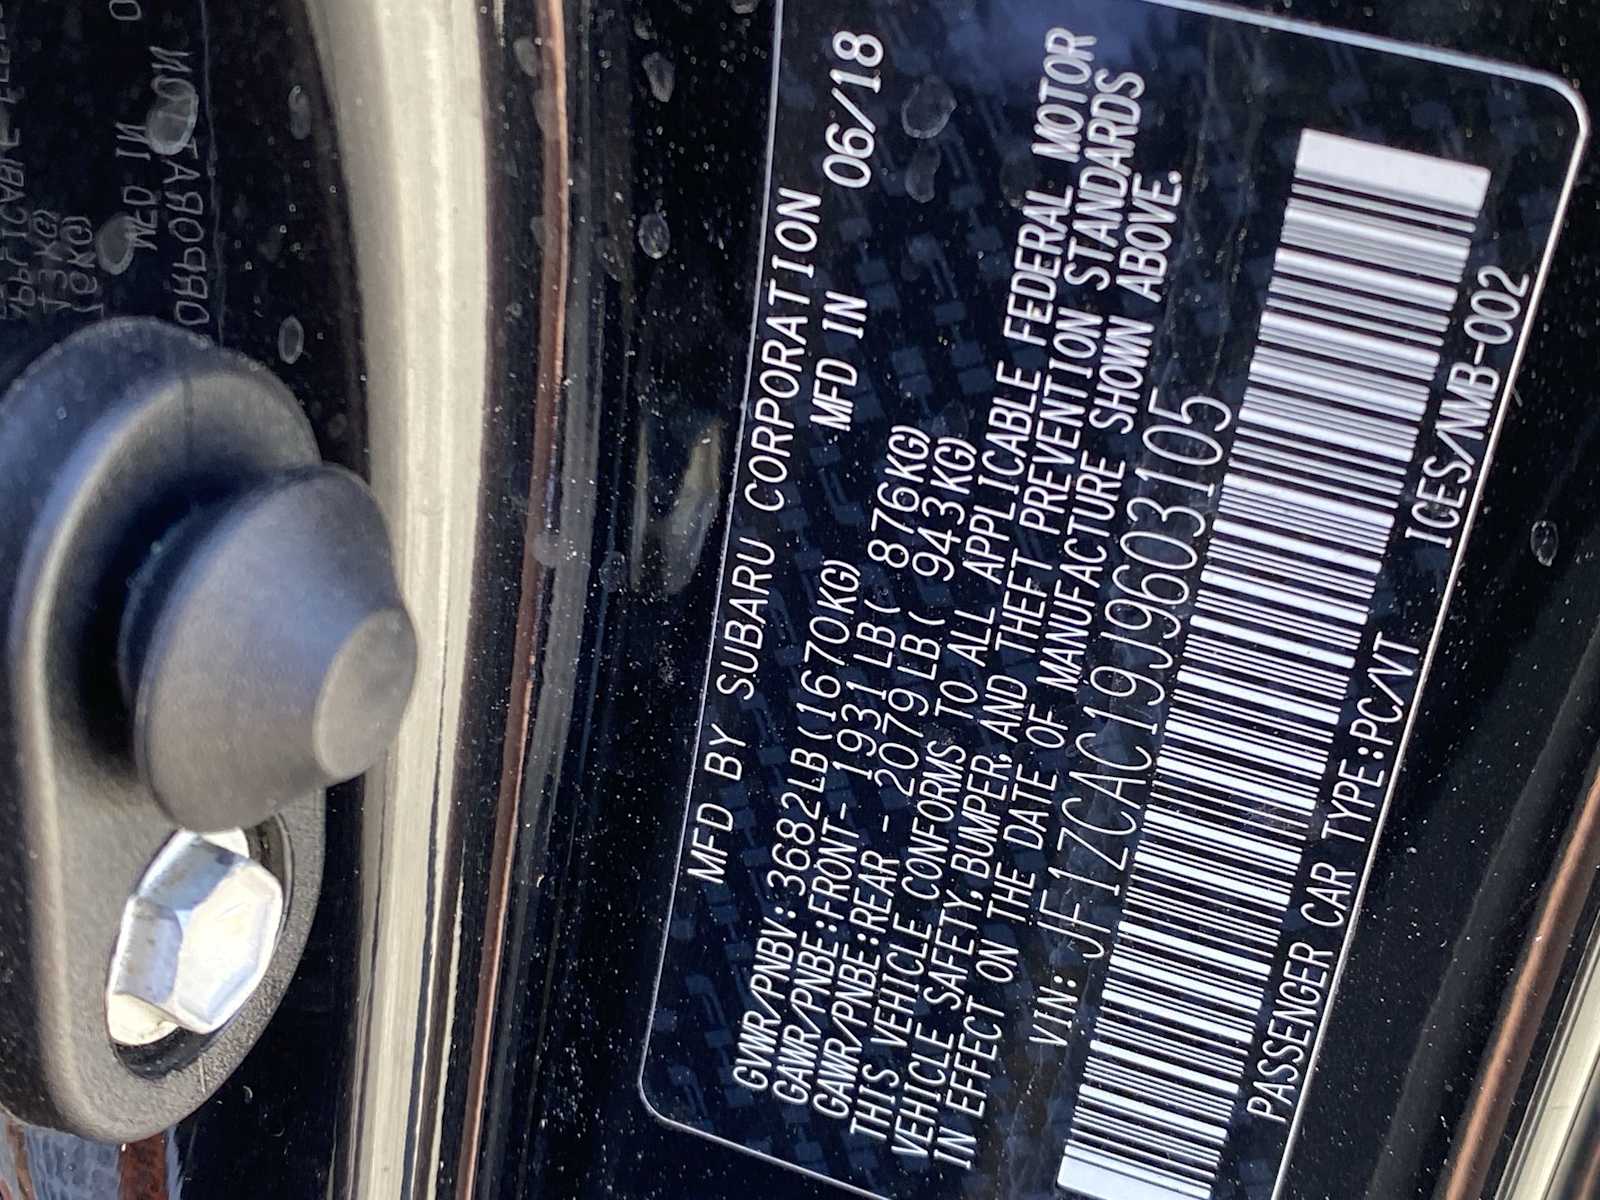 MFD BY SUBARU CORPORATION
MFD IN 06/18
GVWR/PNBV:3682LB(1670KG)
GAWR/PNBE:FRONT- 1931LB( 876KG)
GAWR/PNBE:REAR - 2079LB( 943KG)
THIS VEHICLE CONFORMS TO ALL APPLICABLE FEDERAL MOTOR
VEHICLE SAFETY,BUMPER,AND THEFT PREVENTION STANDARDS
IN EFFECT ON THE DATE OF MANUFACTURE SHOWN ABOVE.
VIN:JF1ZCAC19J9603105
PASSENGER CAR TYPE:PC/VT ICES/NMB-002